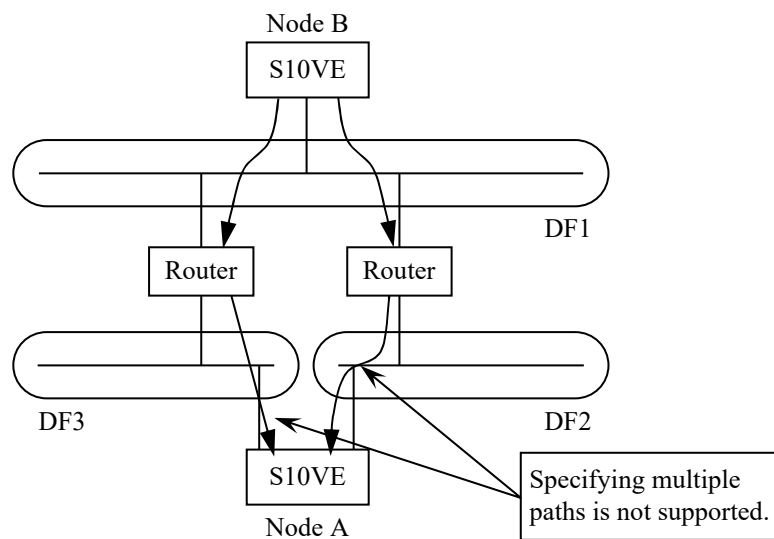 Node B
S10VE
DF1
Router
Router
DF3
DF2
S10VE
Node A
Specifying multiple
paths is not supported.